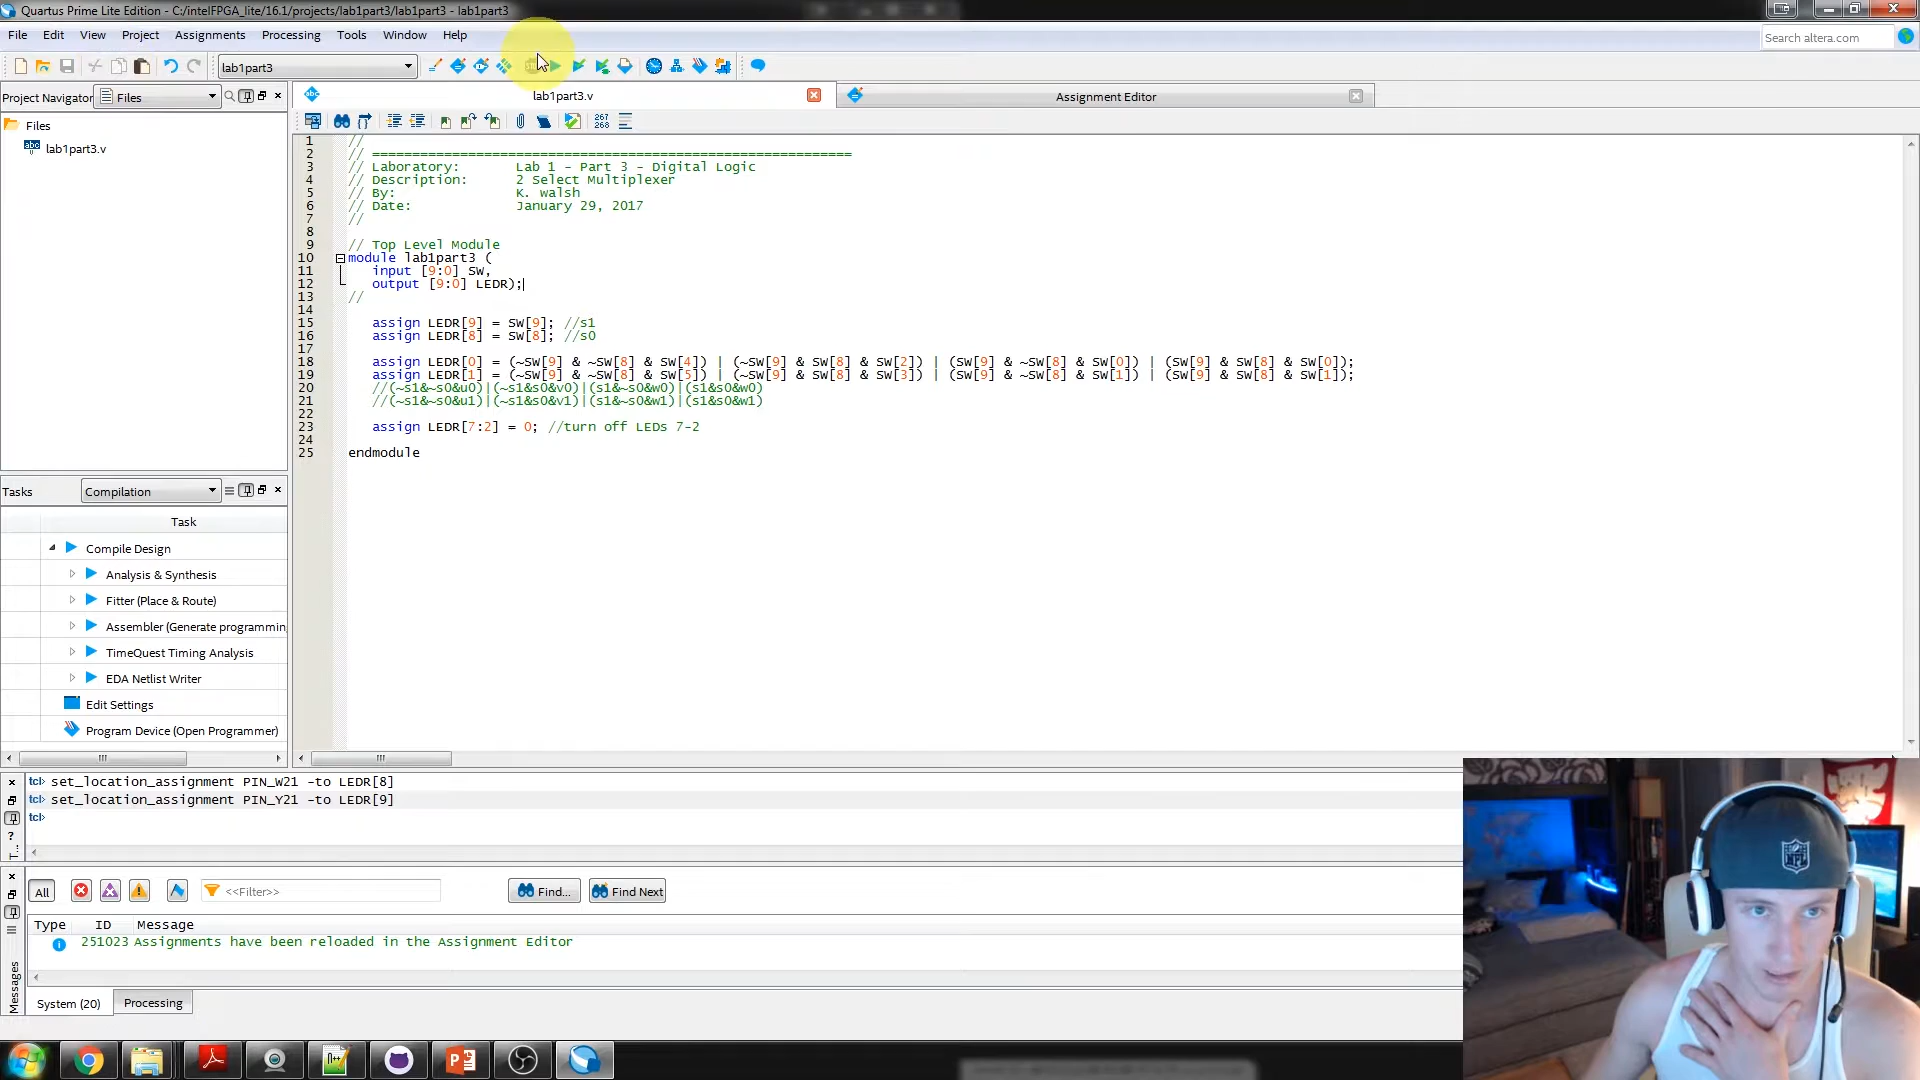 Quartus Prime Lite Edition - C:/intelFPGA_lite/16.1/projects/lab1part3/lab1part3 - lab1part3
File Edit View Project Assignments Processing Tools Window Help
Search altera.com
lab1part3
Project Navigator Files
lab1part3.v
Assignment Editor
Files
lab1part3.v
267
268
1 //
2 // ============================================================
3 // Laboratory: Lab 1 - Part 3 - Digital Logic
4 // Description: 2 Select Multiplexer
5 // By: K. walsh
6 // Date: January 29, 2017
7 //
8
9 // Top Level Module
10 module lab1part3 (
11 input [9:0] SW,
12 output [9:0] LEDR);
13 //
14
15 assign LEDR[9] = SW[9]; //s1
16 assign LEDR[8] = SW[8]; //s0
17
18 assign LEDR[0] = (~SW[9] & ~SW[8] & SW[4]) | (~SW[9] & SW[8] & SW[2]) | (SW[9] & ~SW[8] & SW[0]) | (SW[9] & SW[8] & SW[0]);
19 assign LEDR[1] = (~SW[9] & ~SW[8] & SW[5]) | (~SW[9] & SW[8] & SW[3]) | (SW[9] & ~SW[8] & SW[1]) | (SW[9] & SW[8] & SW[1]);
20 //(~s1&~s0&u0)|(~s1&s0&v0)|(s1&~s0&w0)|(s1&s0&w0)
21 //(~s1&~s0&u1)|(~s1&s0&v1)|(s1&~s0&w1)|(s1&s0&w1)
22
23 assign LEDR[7:2] = 0; //turn off LEDs 7-2
24
25 endmodule
Tasks Compilation
Task
Compile Design
Analysis & Synthesis
Fitter (Place & Route)
Assembler (Generate programmin
TimeQuest Timing Analysis
EDA Netlist Writer
Edit Settings
Program Device (Open Programmer)
tcl> set_location_assignment PIN_W21 -to LEDR[8]
tcl> set_location_assignment PIN_Y21 -to LEDR[9]
tcl>
All <<Filter>> Find... Find Next
Type ID Message
251023 Assignments have been reloaded in the Assignment Editor
Messages
System (20) Processing
NFL